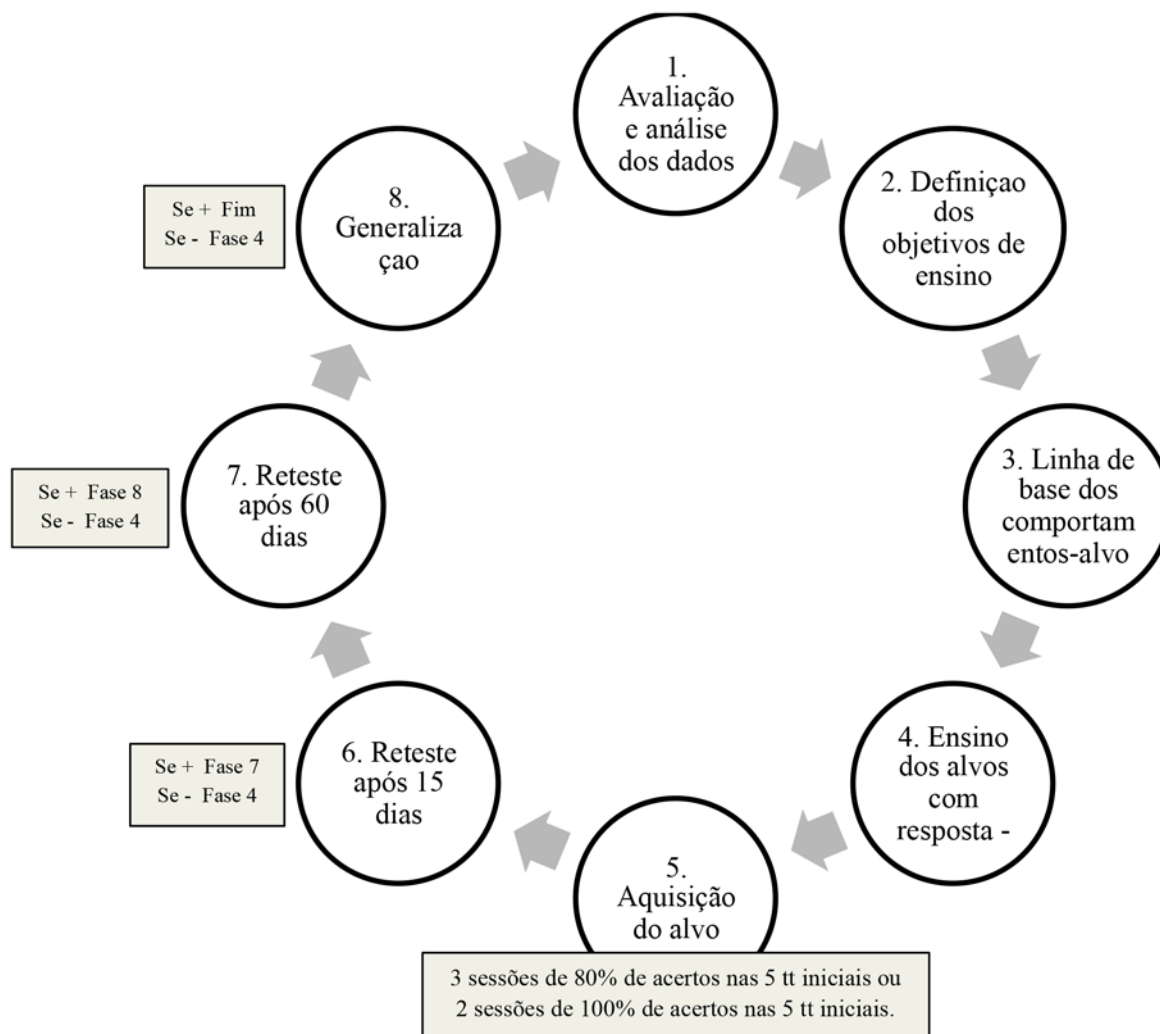 1.
Avaliação
e análise
dos dados
2. Definiçao
dos
objetivos de
ensino
3. Linha de
base dos
comportam
entos-alvo
4. Ensino
dos alvos
com
resposta -
5.
Aquisição
do alvo
3 sessões de 80% de acertos nas 5 tt iniciais ou
2 sessões de 100% de acertos nas 5 tt iniciais.
6. Reteste
após 15
dias
Se + Fase 7
Se - Fase 4
7. Reteste
após 60
dias
Se + Fase 8
Se - Fase 4
8.
Generaliza
çao
Se + Fim
Se - Fase 4